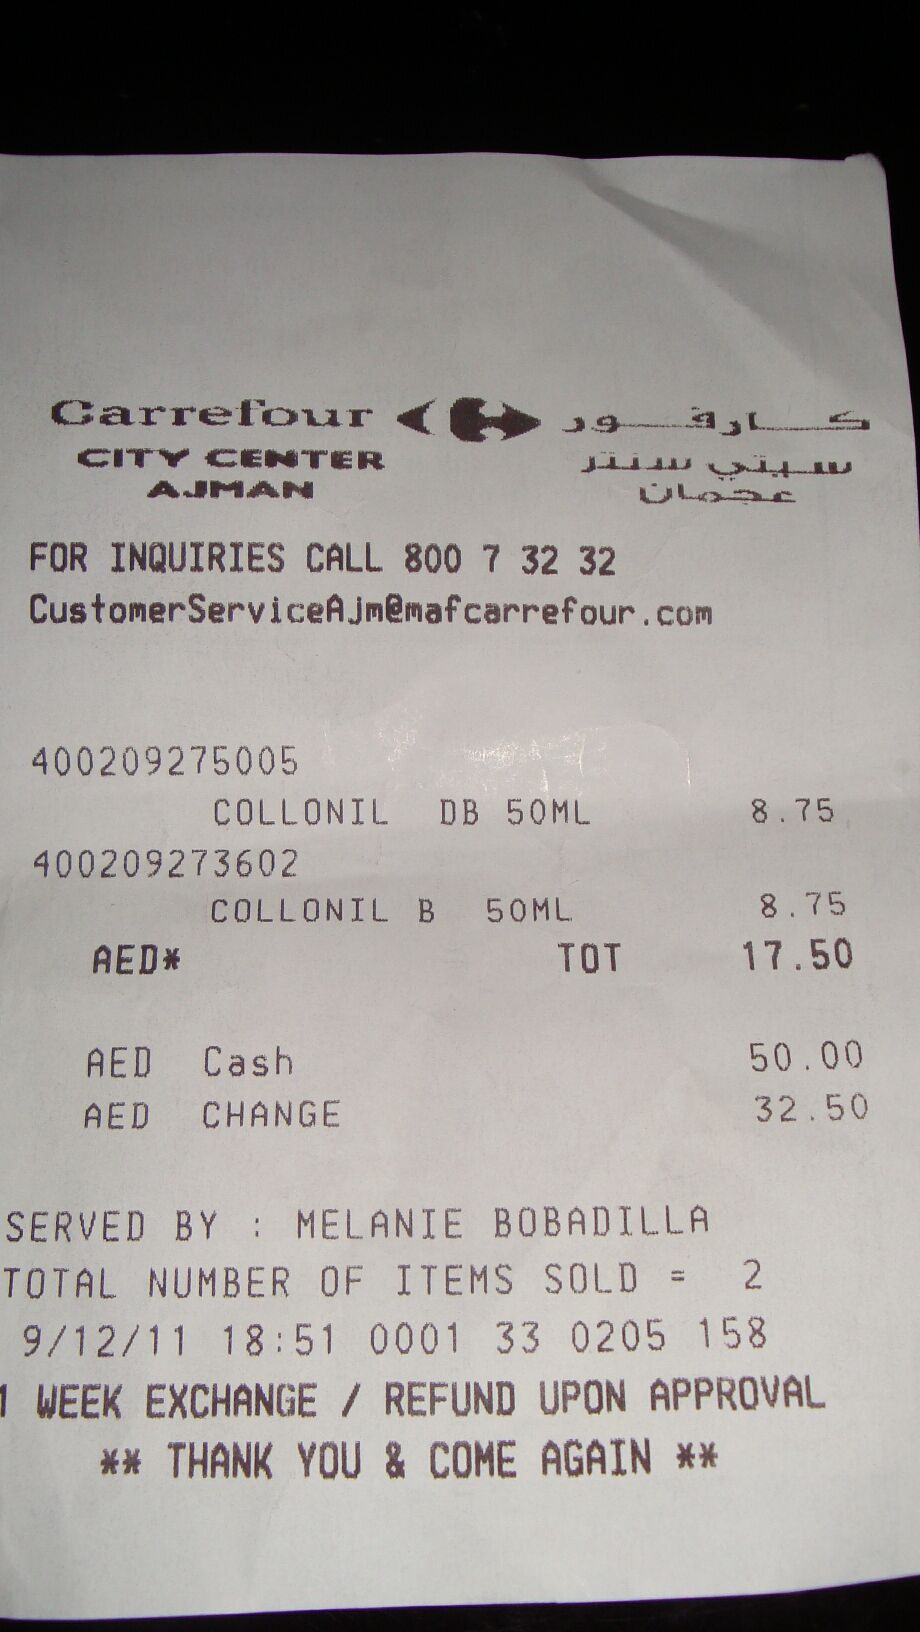 Carrefour كارفور
CITY CENTER سيتي سنتر
AJMAN عجمان
FOR INQUIRIES CALL 800 7 32 32
CustomerServiceAjm@mafcarrefour.com
400209275005
COLLONIL DB 50ML 8.75
400209273602
COLLONIL B 50ML 8.75
AED* TOT 17.50
AED Cash 50.00
AED CHANGE 32.50
SERVED BY : MELANIE BOBADILLA
TOTAL NUMBER OF ITEMS SOLD = 2
9/12/11 18:51 0001 33 0205 158
1 WEEK EXCHANGE / REFUND UPON APPROVAL
** THANK YOU & COME AGAIN **